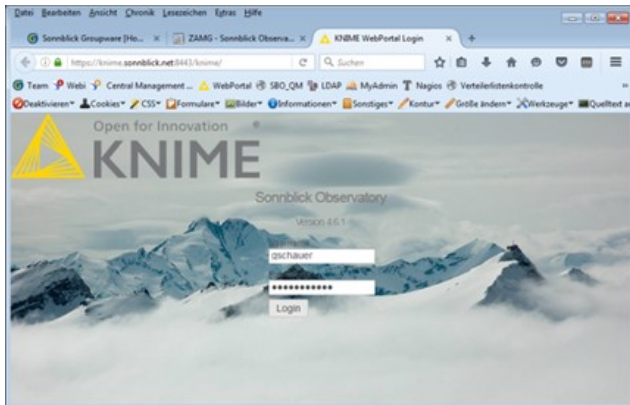 Datei Bearbeiten Ansicht Chronik Lesezeichen Extras Hilfe
Sonnblick Groupware [Ho... ZAMG - Sonnblick Observa... KNIME WebPortal Login
https://knime.sonnblick.net:8443/knime/ Suchen
Team Webi Central Management... WebPortal SBO_QM LDAP MyAdmin Nagios Verteilerlistenkontrolle
Deaktivieren Cookies CSS Formulare Bilder Informationen Sonstiges Kontur Größe ändern Werkzeuge Quelltext an
Open for Innovation ®
KNIME
Sonnblick Observatory
Version 4.6.1
gschauer
Login